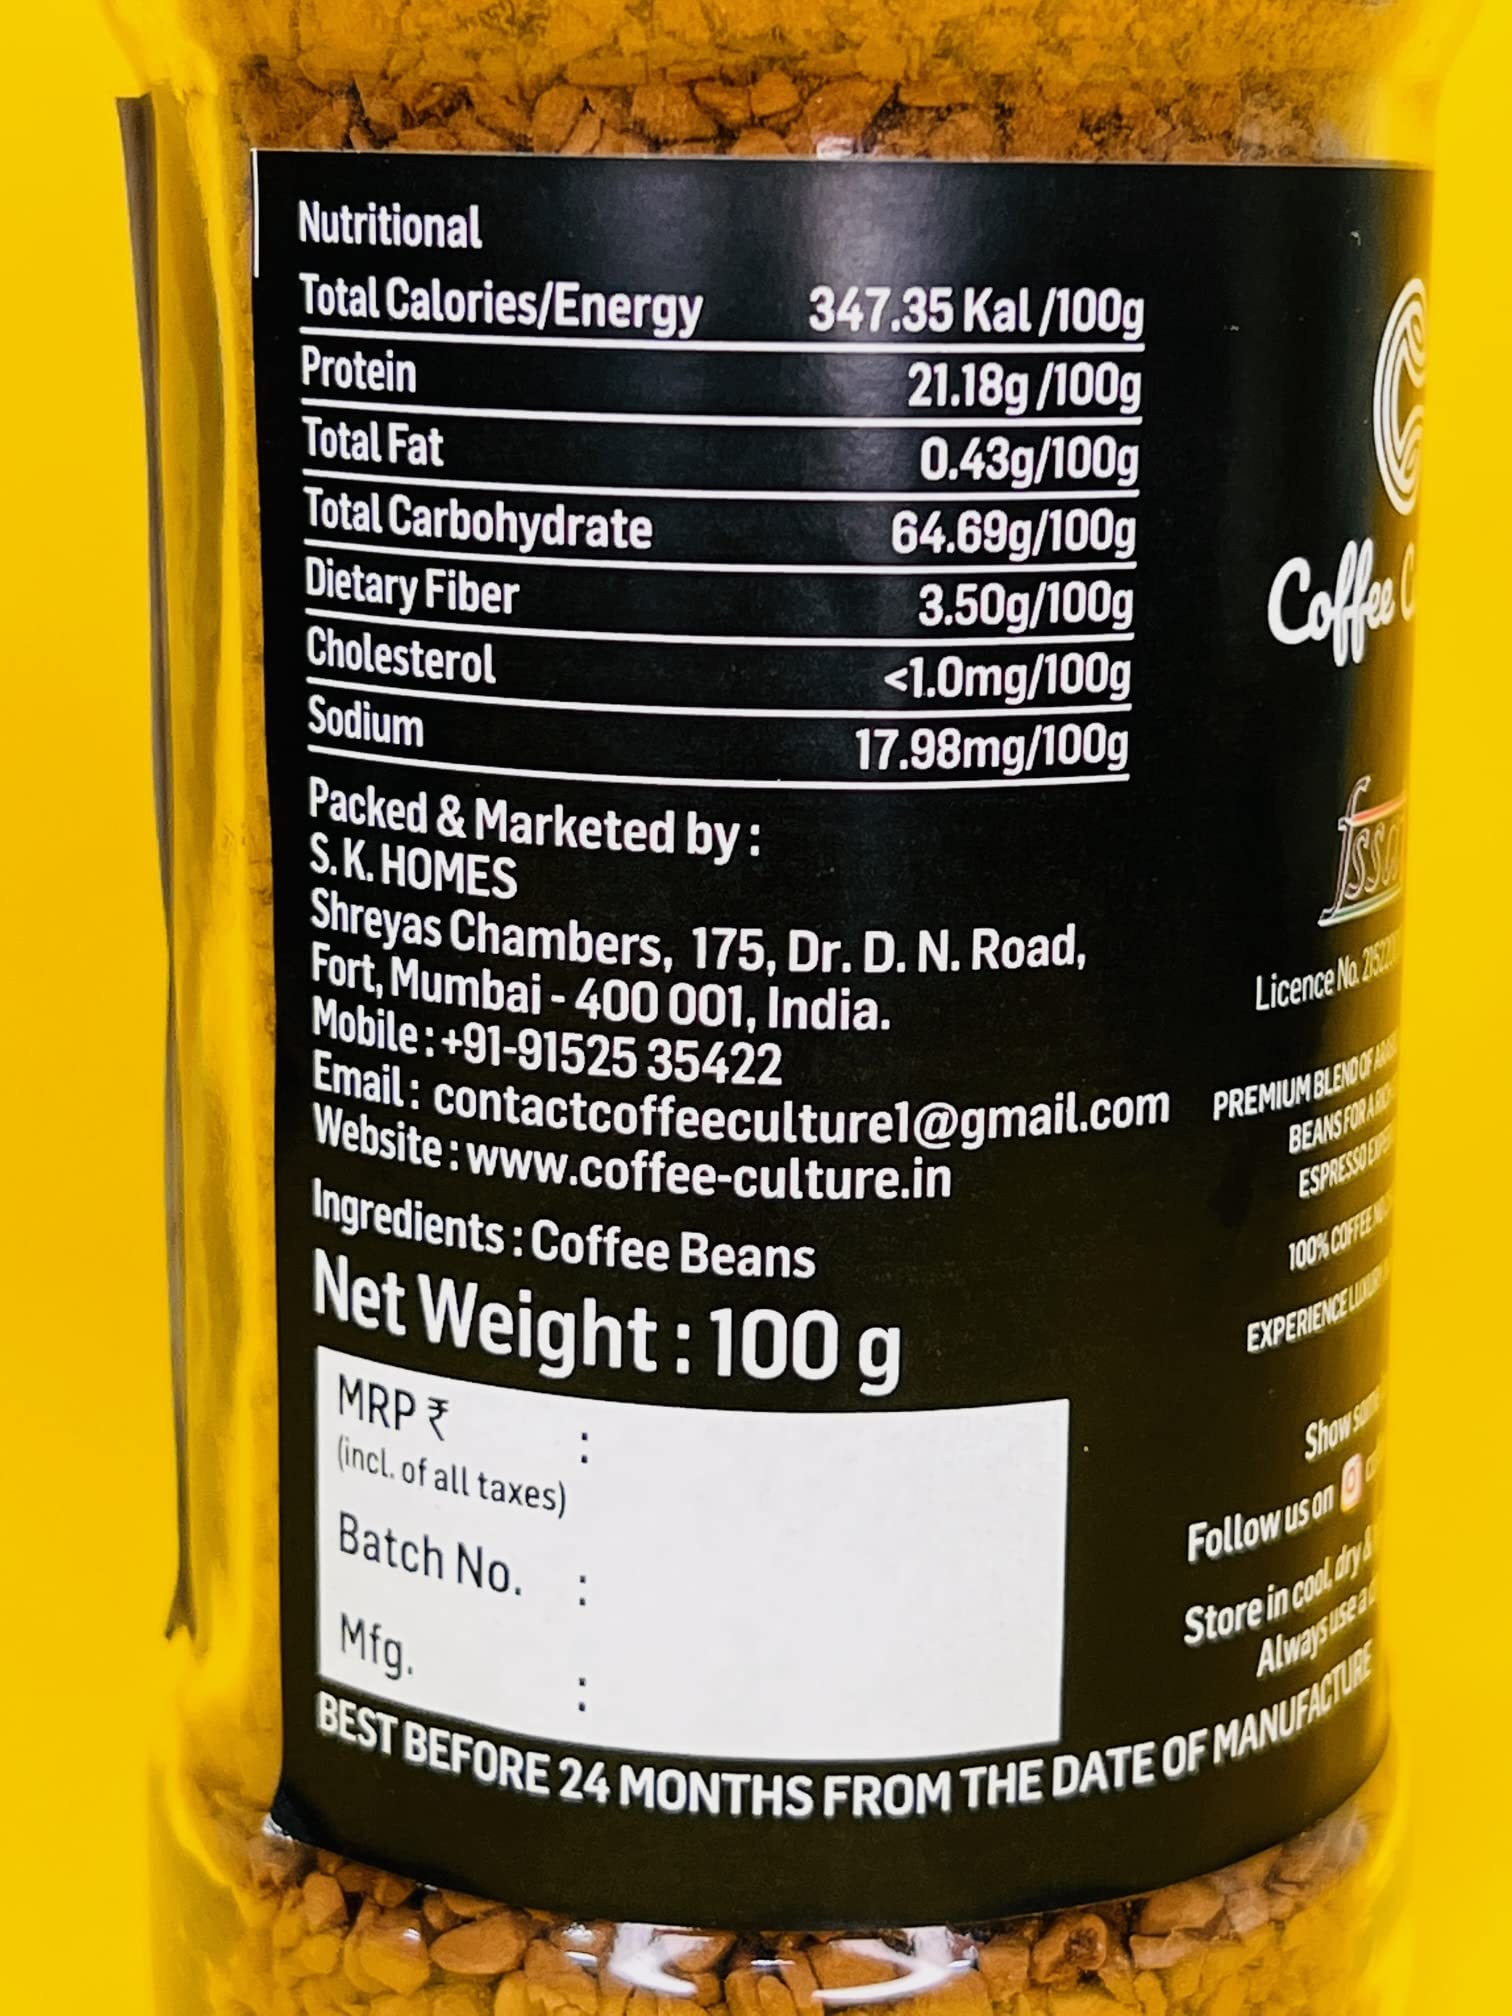 Nutritional
Total Calories/Energy 347.35 Kal /100g
Protein 21.18g /100g
Total Fat 0.43g/100g
Total Carbohydrate 64.69g/100g
Dietary Fiber 3.50g/100g
Cholesterol <1.0mg/100g
Sodium 17.98mg/100g
Packed & Marketed by :
S. K. HOMES
Shreyas Chambers, 175, Dr. D. N. Road,
Fort, Mumbai - 400 001, India.
Mobile : +91-91525 35422
Email : contactcoffeeculture1@gmail.com
Website : www.coffee-culture.in
Ingredients : Coffee Beans
Net Weight : 100 g
MRP ₹ :
(incl. of all taxes)
Batch No. :
Mfg. :
BEST BEFORE 24 MONTHS FROM THE DATE OF MANUFACTURE
Coffee
fssai
Licence No.
PREMIUM BLEND OF
BEANS FOR A
ESPRESSO
100% COFFEE
EXPERIENCE
Show
Follow us on
Store in cool, dry &
Always use a